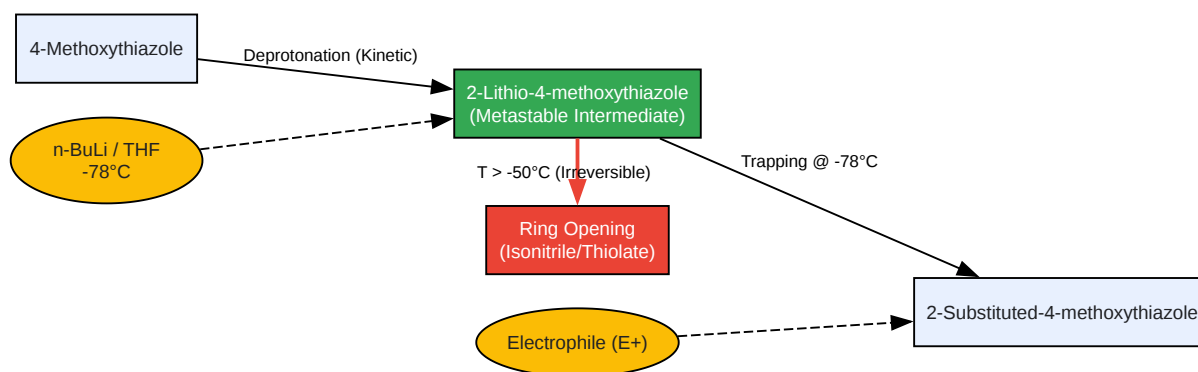 4-Methoxythiazole
Deprotonation (Kinetic)
2-Lithio-4-methoxythiazole
(Metastable Intermediate)
n-BuLi / THF
-78°C
T > -50°C (Irreversible)
Trapping @ -78°C
Ring Opening
(Isonitrile/Thiolate)
2-Substituted-4-methoxythiazole
Electrophile (E+)